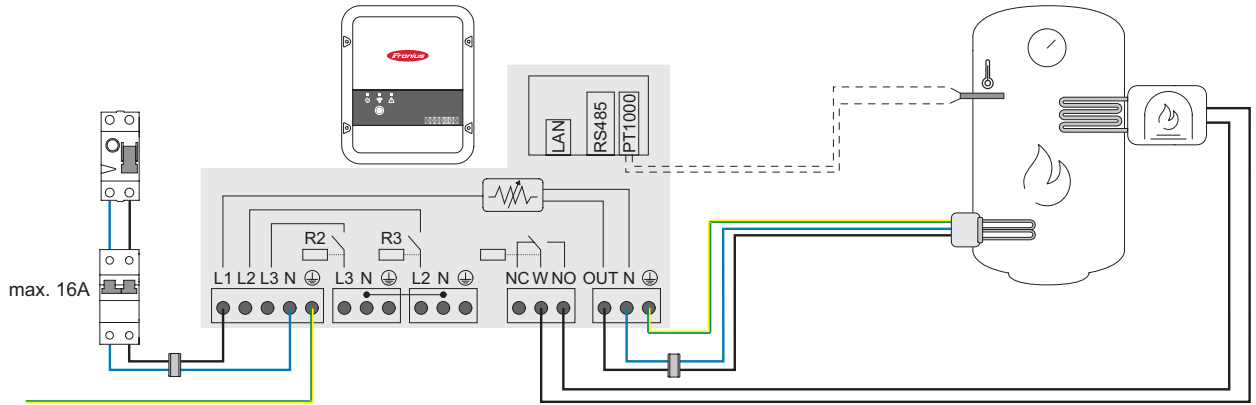 Fronius
LAN
RS485
PT1000
R2 R3
L1 L2 L3 N L3 N L2 N NC W NO OUT N
max. 16A